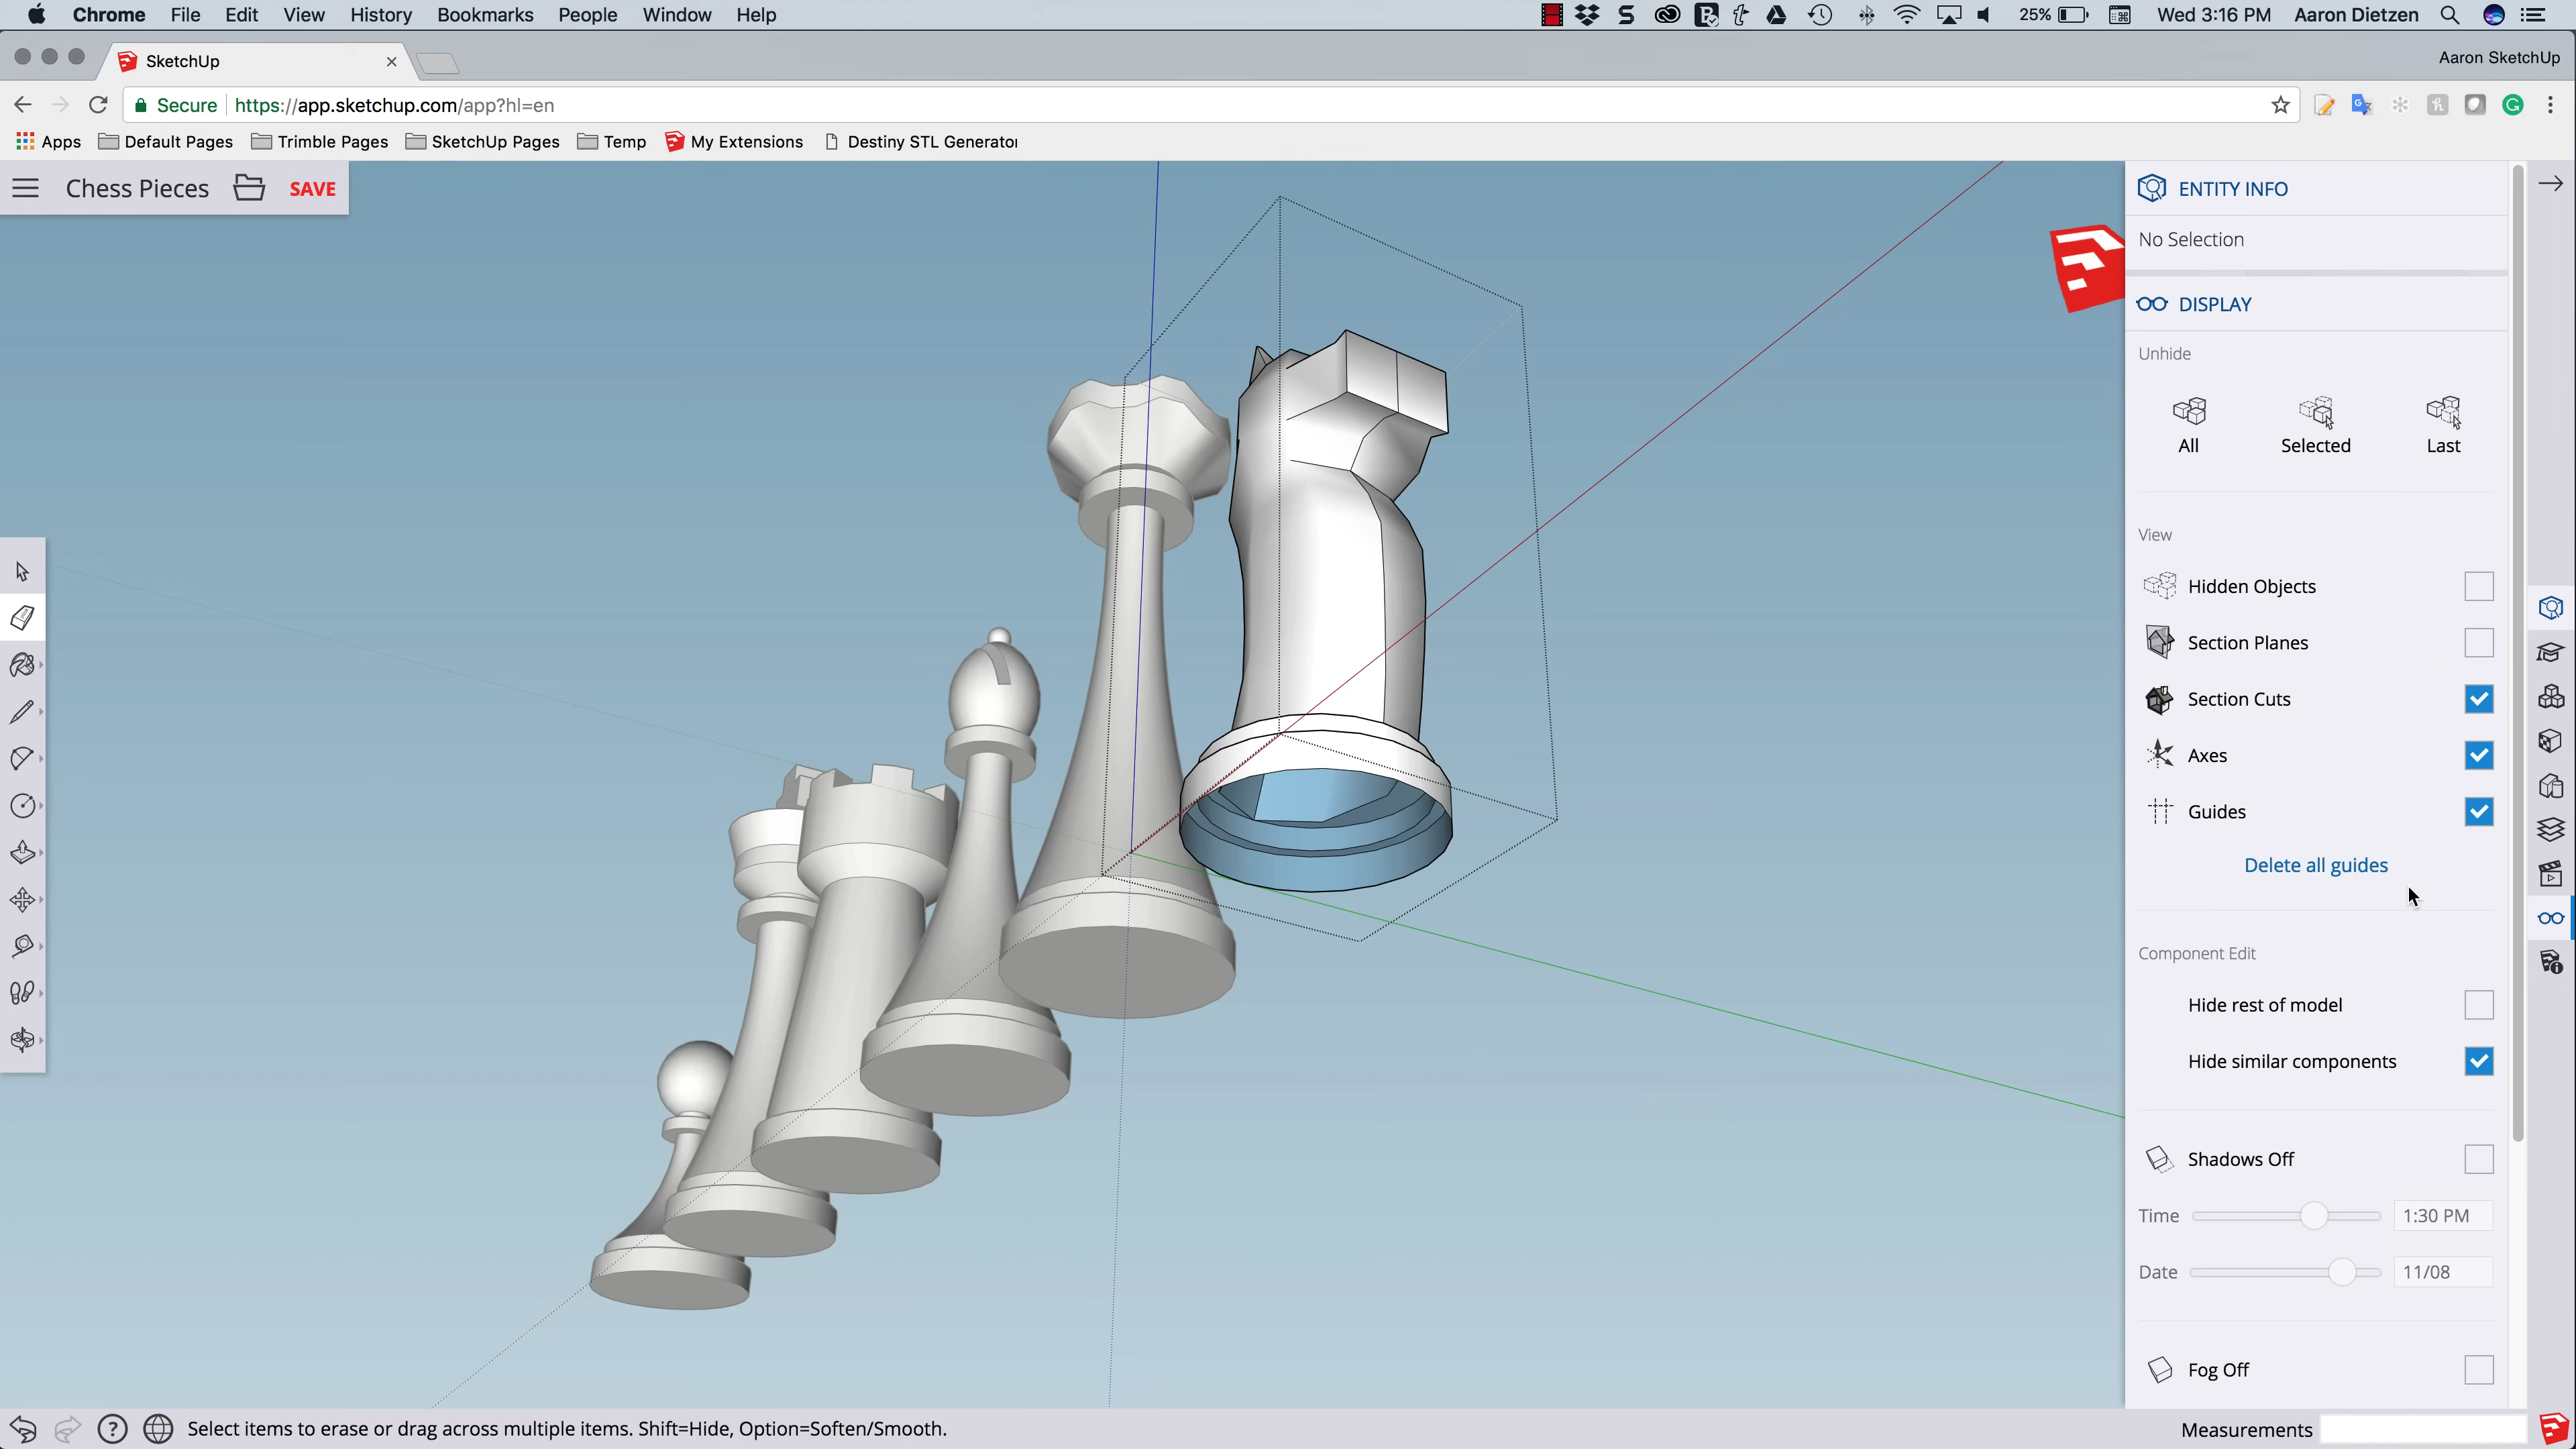 Chrome File Edit View History Bookmarks People Window Help 25% Wed 3:16 PM Aaron Dietzen
SketchUp Aaron SketchUp
Secure https://app.sketchup.com/app?hl=en
Apps Default Pages Trimble Pages SketchUp Pages Temp My Extensions Destiny STL Generator
Chess Pieces SAVE
ENTITY INFO
No Selection
DISPLAY
Unhide
All Selected Last
View
Hidden Objects
Section Planes
Section Cuts
Axes
Guides
Delete all guides
Component Edit
Hide rest of model
Hide similar components
Shadows Off
Time 1:30 PM
Date 11/08
Fog Off
Select items to erase or drag across multiple items. Shift=Hide, Option=Soften/Smooth.
Measurements